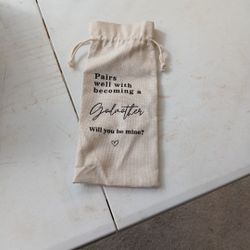 Pairs
well with
becoming a
Godmother
Will you be mine?